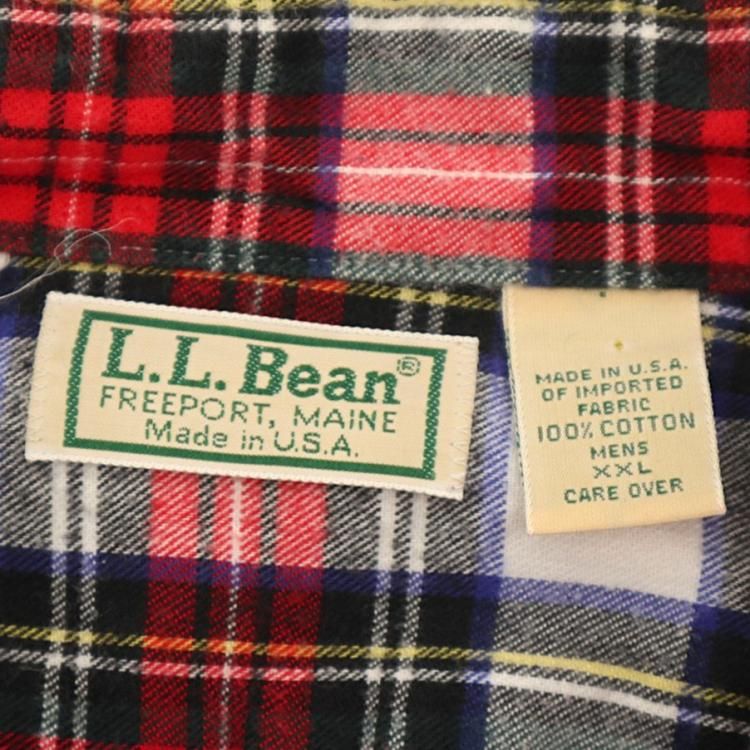 L.L.Bean®
FREEPORT, MAINE
Made in U.S.A.
MADE IN U.S.A.
OF IMPORTED
FABRIC
100% COTTON
MENS
XXL
CARE OVER